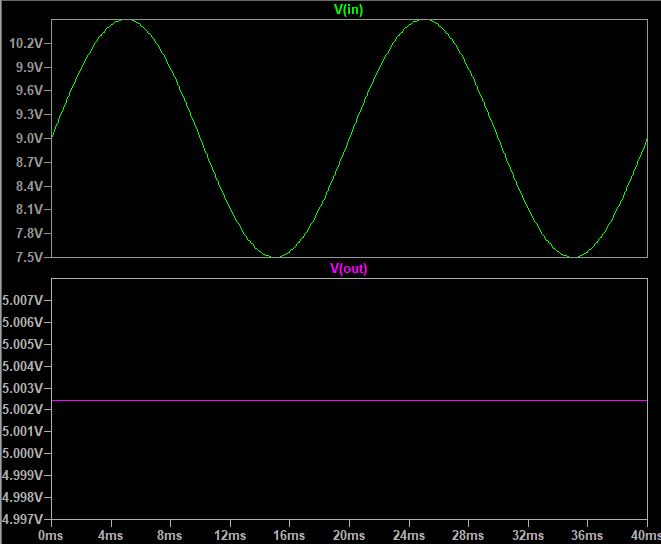 V(in)
10.2V
9.9V
9.6V
9.3V
9.0V
8.7V
8.4V
8.1V
7.8V
7.5V
V(out)
5.007V
5.006V
5.005V
5.004V
5.003V
5.002V
5.001V
5.000V
4.999V
4.998V
4.997V
0ms 4ms 8ms 12ms 16ms 20ms 24ms 28ms 32ms 36ms 40ms